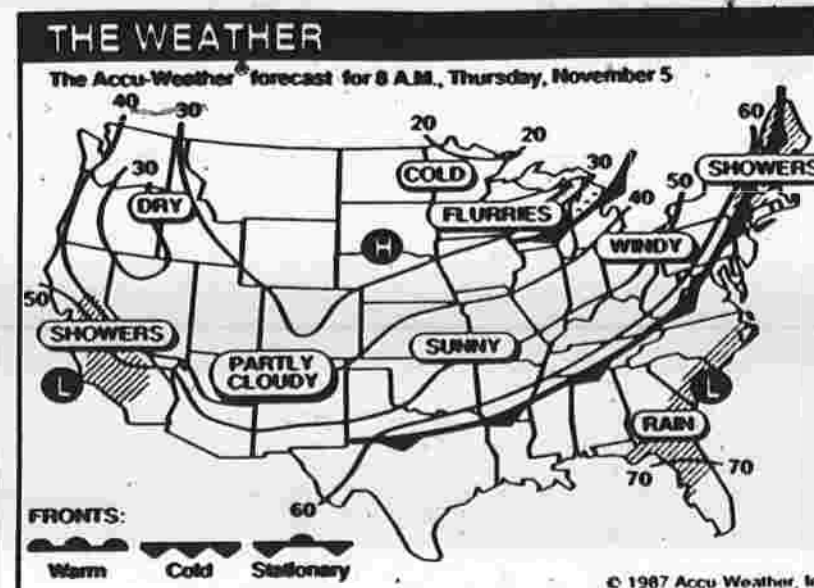 THE WEATHER
The Accu-Weather® forecast for 8 A.M., Thursday, November 5
40 30 20 20 60
30 30 50 40
COLD
SHOWERS
DRY
FLURRIES
H
WINDY
50
SHOWERS
SUNNY
PARTLY
CLOUDY
L
L
RAIN
70 70
60
FRONTS:
Warm Cold Stationary
© 1987 Accu Weather, In